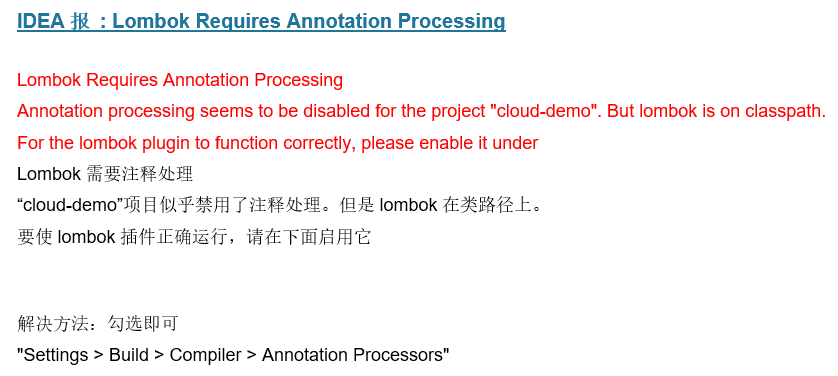 IDEA 报 : Lombok Requires Annotation Processing
Lombok Requires Annotation Processing
Annotation processing seems to be disabled for the project "cloud-demo". But lombok is on classpath.
For the lombok plugin to function correctly, please enable it under
Lombok 需要注释处理
“cloud-demo”项目似乎禁用了注释处理。但是 lombok 在类路径上。
要使 lombok 插件正确运行，请在下面启用它
解决方法：勾选即可
"Settings > Build > Compiler > Annotation Processors"